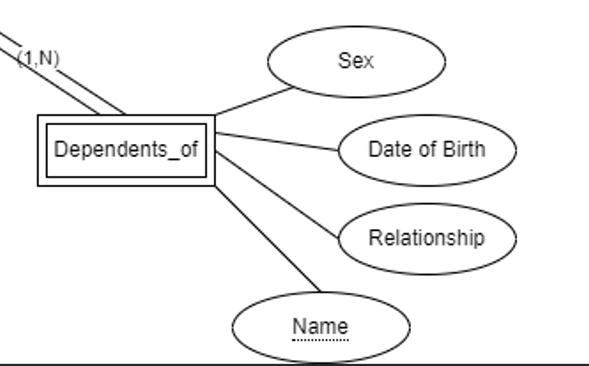 Sex
(1,N)
Dependents_of
Date of Birth
Relationship
Name